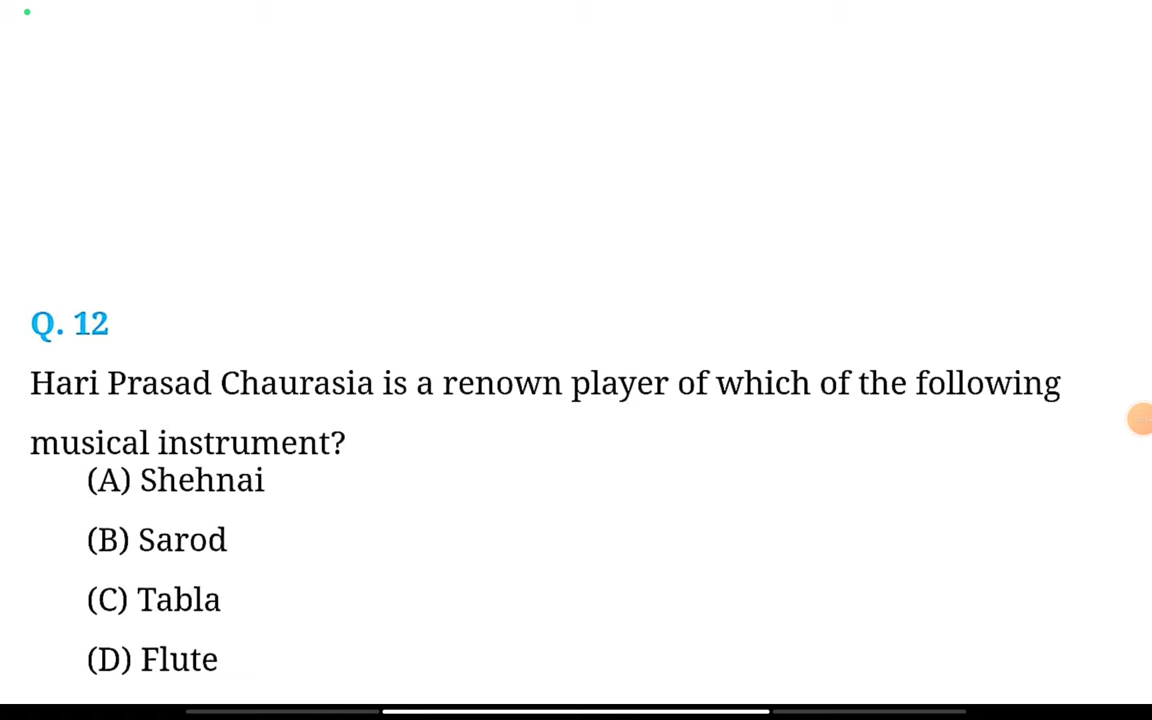 Q. 12
Hari Prasad Chaurasia is a renown player of which of the following
musical instrument?
(A) Shehnai
(B) Sarod
(C) Tabla
(D) Flute